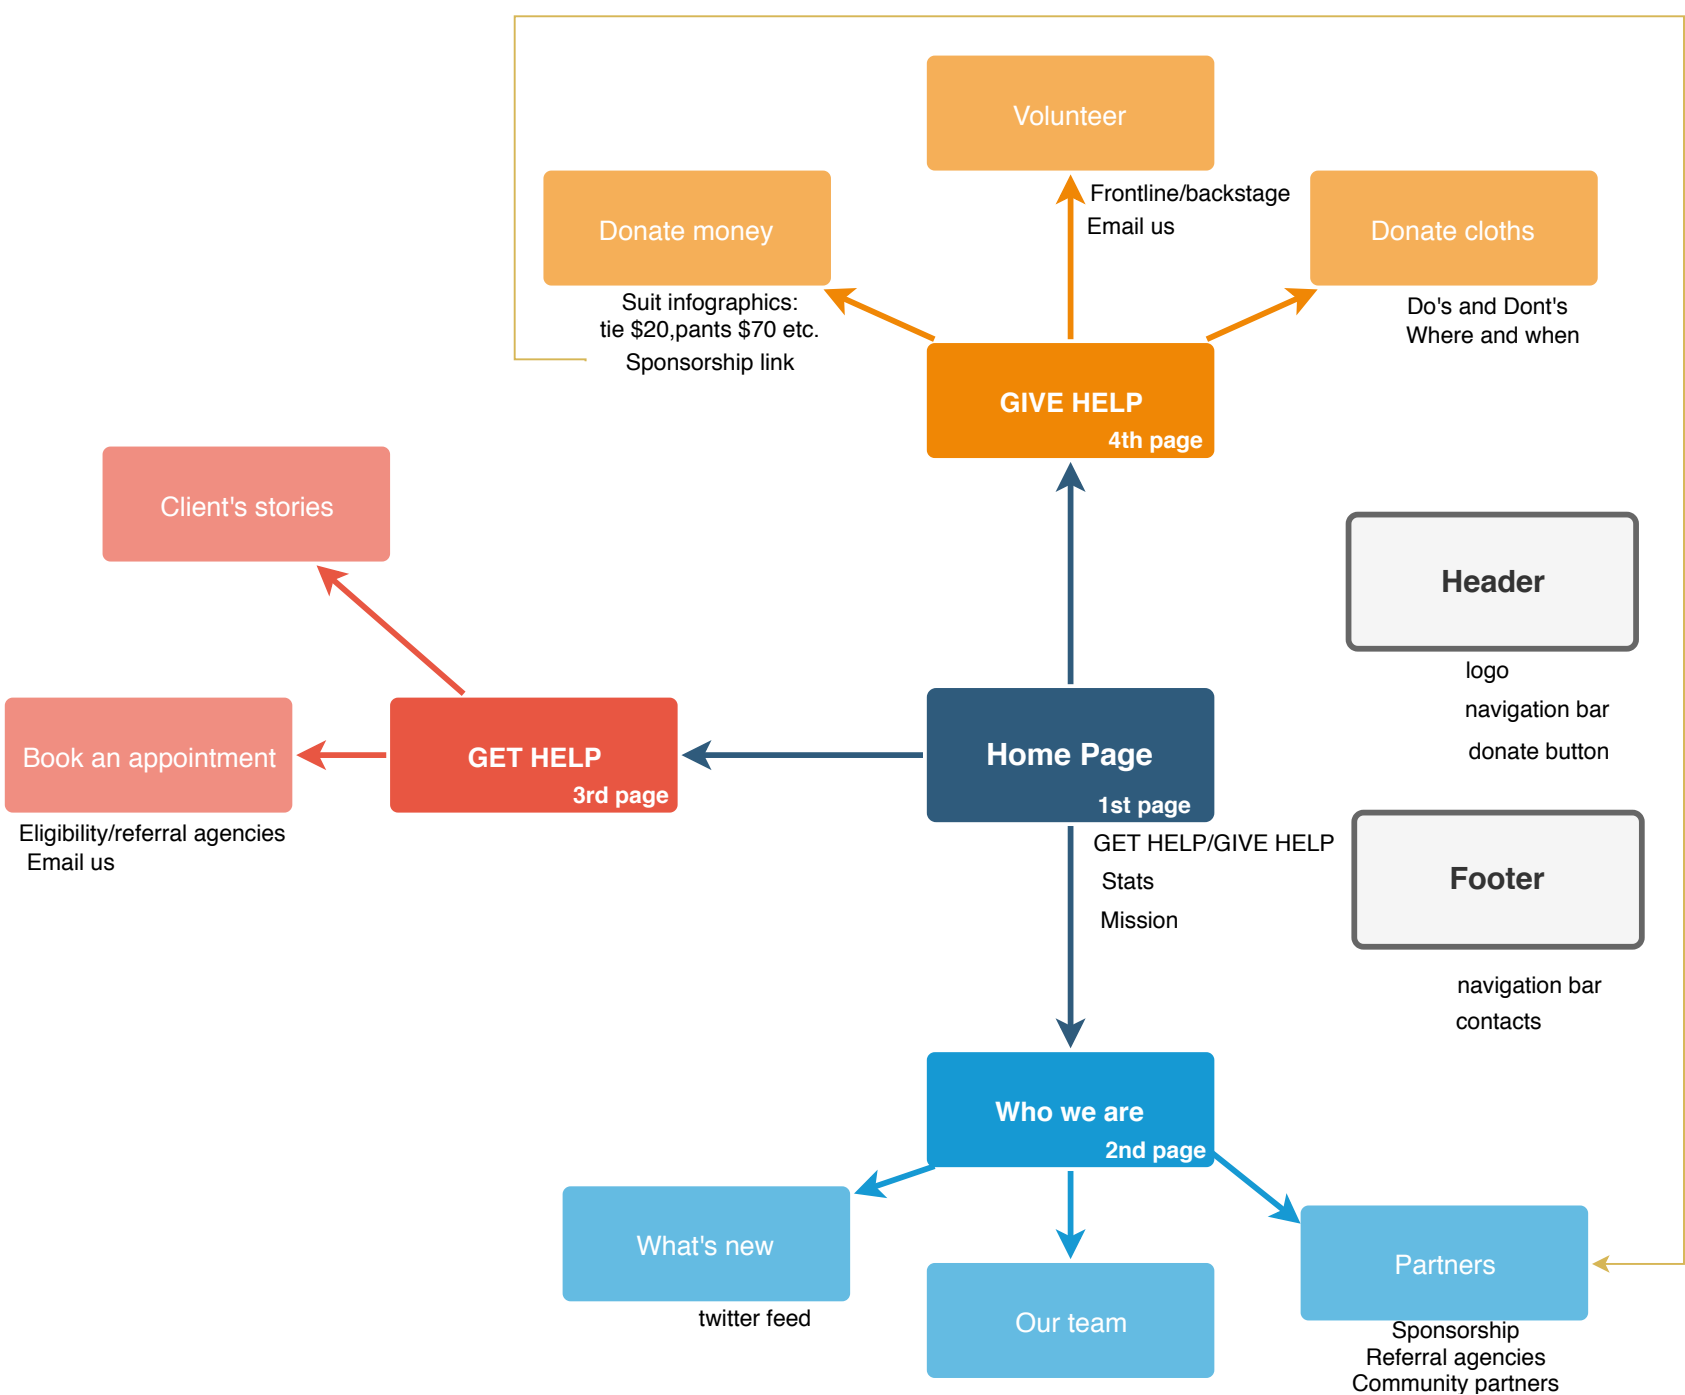 Volunteer
Frontline/backstage
Email us
Donate money
Suit infographics:
tie $20,pants $70 etc.
Sponsorship link
Donate cloths
Do's and Dont's
Where and when
GIVE HELP
4th page
Client's stories
Header
logo
navigation bar
donate button
Book an appointment
Eligibility/referral agencies
Email us
GET HELP
3rd page
Home Page
1st page
GET HELP/GIVE HELP
Stats
Mission
Footer
navigation bar
contacts
Who we are
2nd page
What's new
twitter feed
Our team
Partners
Sponsorship
Referral agencies
Community partners